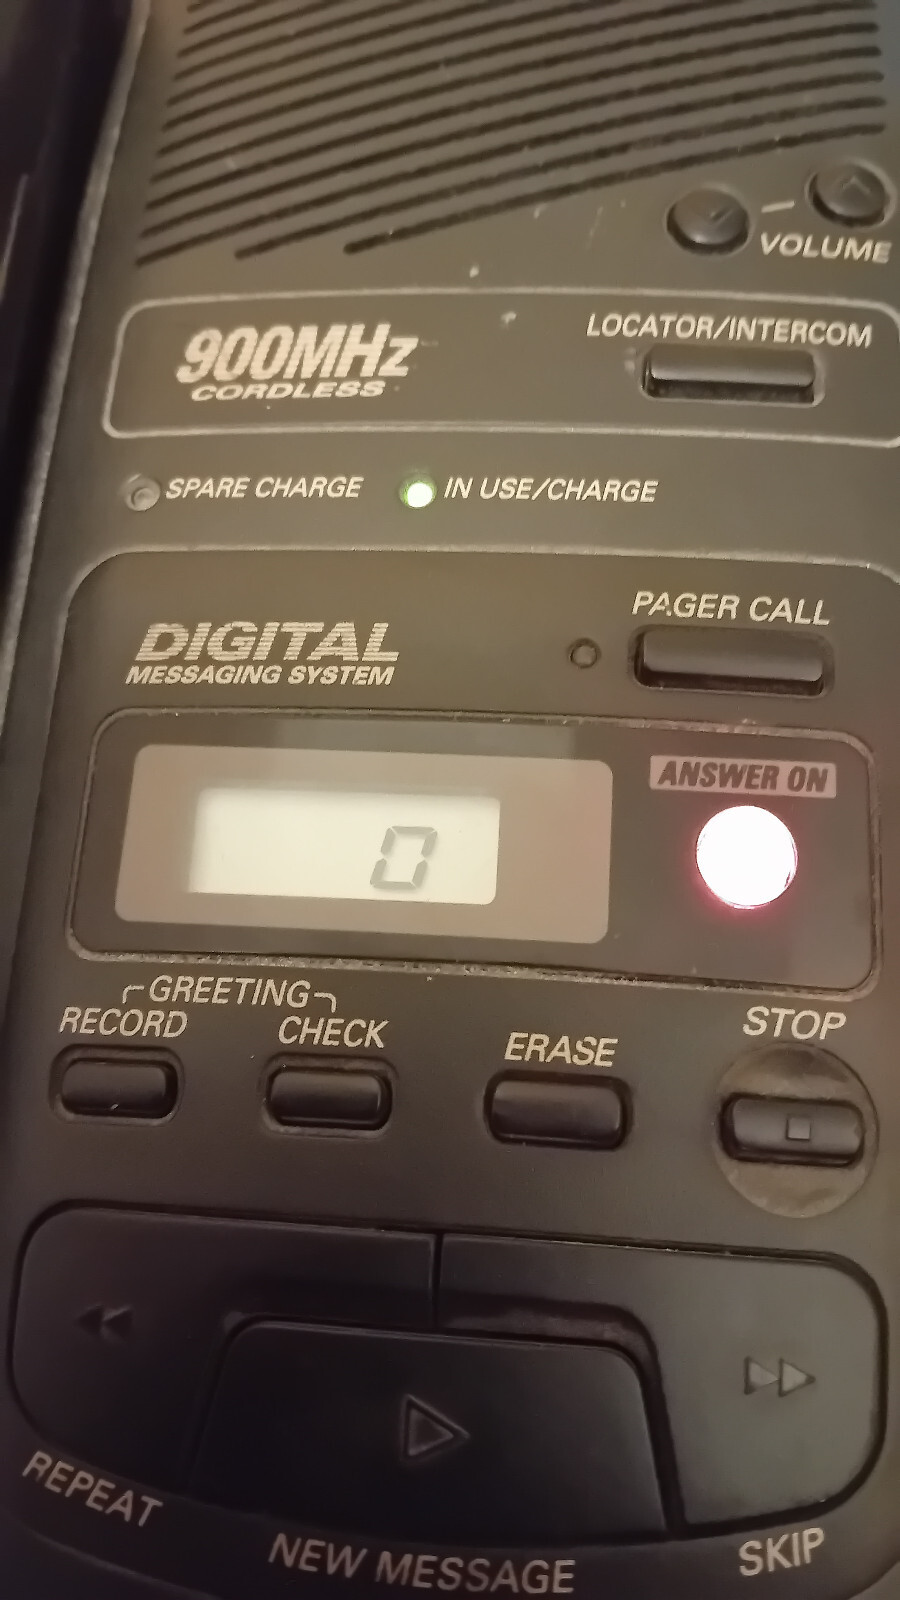 VOLUME
LOCATOR/INTERCOM
900MHz
CORDLESS
SPARE CHARGE
IN USE/CHARGE
PAGER CALL
DIGITAL
MESSAGING SYSTEM
ANSWER ON
0
GREETING
RECORD
CHECK
ERASE
STOP
REPEAT
NEW MESSAGE
SKIP